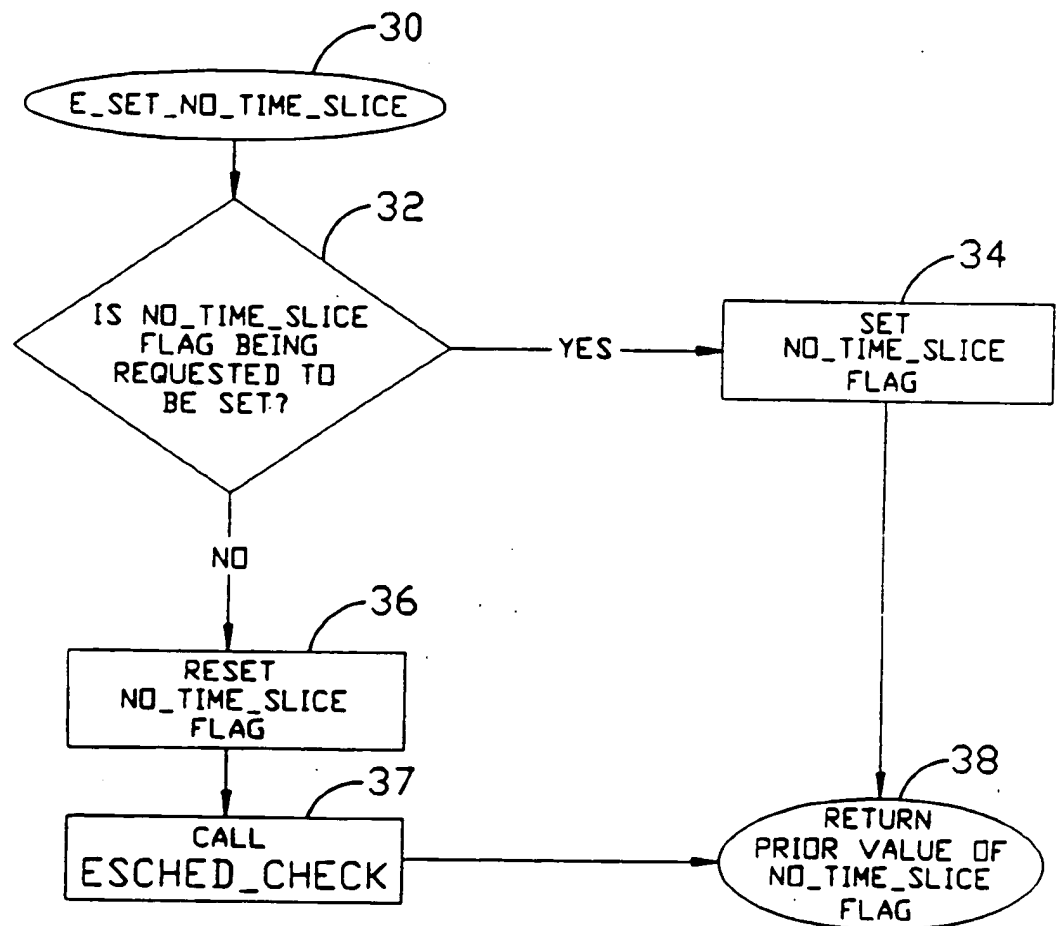 30
E_SET_NO_TIME_SLICE
32
IS NO_TIME_SLICE
FLAG BEING
REQUESTED TO
BE SET?
YES
34
SET
NO_TIME_SLICE
FLAG
NO
36
RESET
NO_TIME_SLICE
FLAG
37
CALL
ESCHED_CHECK
38
RETURN
PRIOR VALUE OF
NO_TIME_SLICE
FLAG